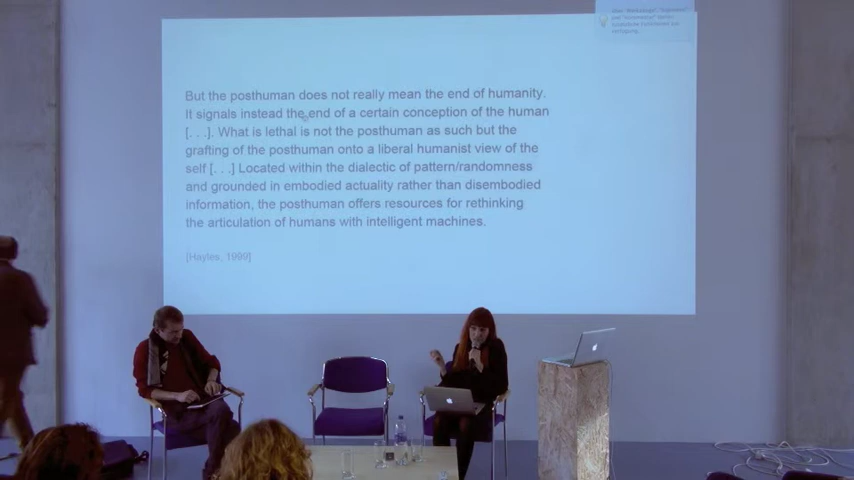 But the posthuman does not really mean the end of humanity.
It signals instead the end of a certain conception of the human
[. . .]. What is lethal is not the posthuman as such but the
grafting of the posthuman onto a liberal humanist view of the
self [. . .] Located within the dialectic of pattern/randomness
and grounded in embodied actuality rather than disembodied
information, the posthuman offers resources for rethinking
the articulation of humans with intelligent machines.
[Hayles, 1999]